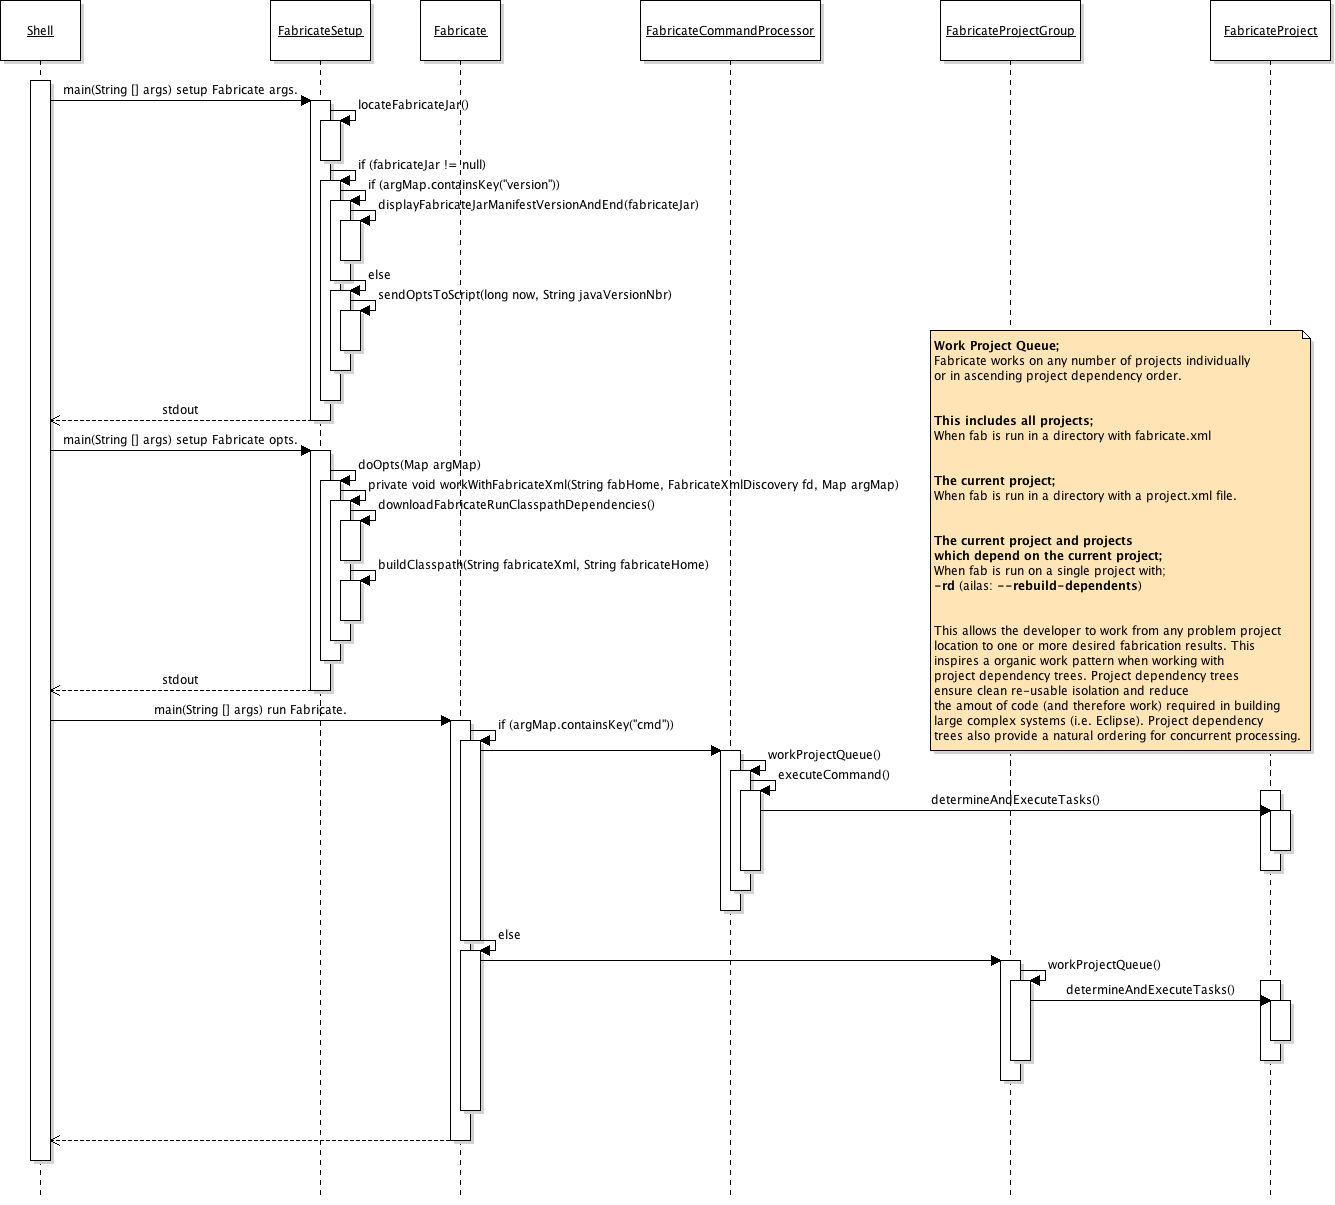 Shell
FabricateSetup
Fabricate
FabricateCommandProcessor
FabricateProjectGroup
FabricateProject
main(String [] args) setup Fabricate args.
locateFabricateJar()
if (fabricateJar != null)
if (argMap.containsKey("version"))
displayFabricateJarManifestVersionAndEnd(fabricateJar)
else
sendOptsToScript(long now, String javaVersionNbr)
stdout
main(String [] args) setup Fabricate opts.
doOpts(Map argMap)
private void workWithFabricateXml(String fabHome, FabricateXmlDiscovery fd, Map argMap)
downloadFabricateRunClasspathDependencies()
buildClasspath(String fabricateXml, String fabricateHome)
stdout
Work Project Queue;
Fabricate works on any number of projects individually
or in ascending project dependency order.
This includes all projects;
When fab is run in a directory with fabricate.xml
The current project;
When fab is run in a directory with a project.xml file.
The current project and projects
which depend on the current project;
When fab is run on a single project with;
-rd (ailas: --rebuild-dependents)
This allows the developer to work from any problem project
location to one or more desired fabrication results. This
inspires a organic work pattern when working with
project dependency trees. Project dependency trees
ensure clean re-usable isolation and reduce
the amout of code (and therefore work) required in building
large complex systems (i.e. Eclipse). Project dependency
trees also provide a natural ordering for concurrent processing.
main(String [] args) run Fabricate.
if (argMap.containsKey("cmd"))
workProjectQueue()
executeCommand()
determineAndExecuteTasks()
else
workProjectQueue()
determineAndExecuteTasks()